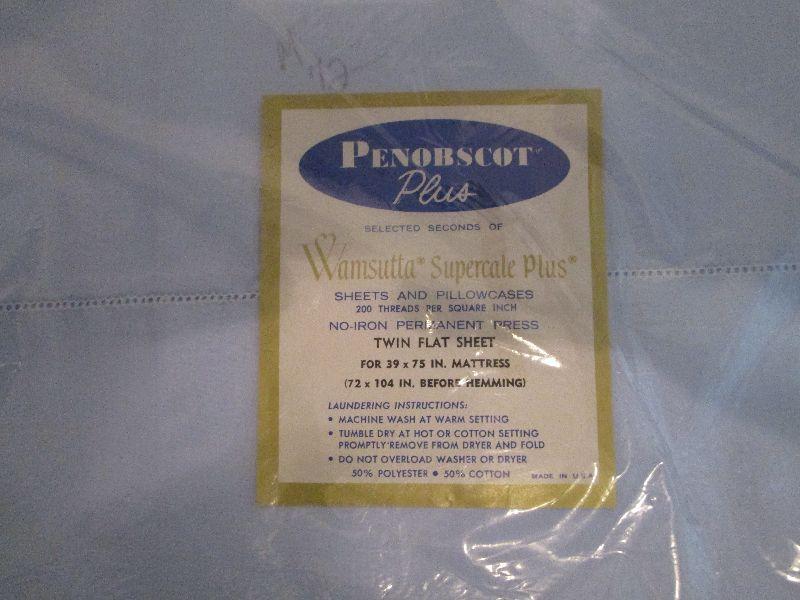 PENOBSCOT
Plus
SELECTED SECONDS OF
Wamsutta® Supercale Plus®
SHEETS AND PILLOWCASES
200 THREADS PER SQUARE INCH
NO-IRON PERMANENT PRESS
TWIN FLAT SHEET
FOR 39 x 75 IN. MATTRESS
(72 x 104 IN. BEFORE HEMMING)
LAUNDERING INSTRUCTIONS:
• MACHINE WASH AT WARM SETTING
• TUMBLE DRY AT HOT OR COTTON SETTING
PROMPTLY REMOVE FROM DRYER AND FOLD
• DO NOT OVERLOAD WASHER OR DRYER
50% POLYESTER • 50% COTTON MADE IN U.S.A.